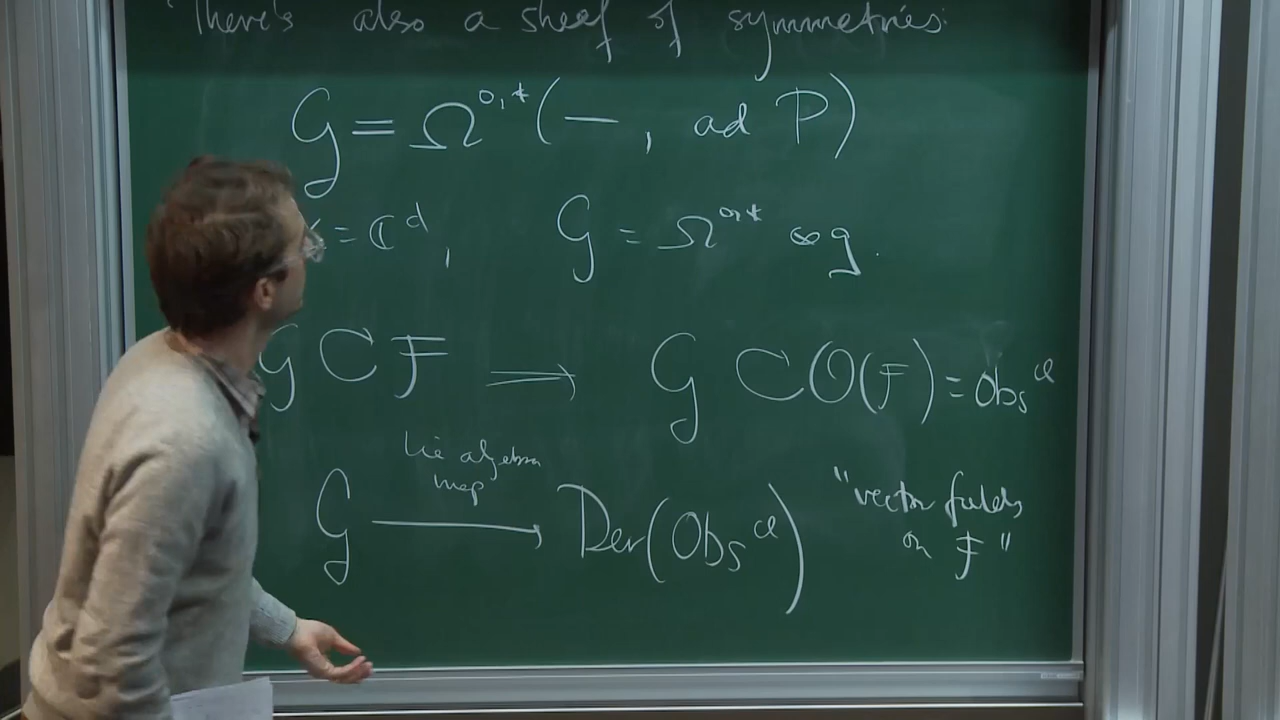 There's also a sheaf of symmetries:
G = Ω^{0,*}(—, ad P)
= ℂ^d, G = Ω^{0,*} ⊗ g.
G ⊂ F ⟶ G ⊂ O(F) = Obs^{cl}
Lie algebra
map
G ⟶ Der(Obs^{cl})
"vector fields
on F"